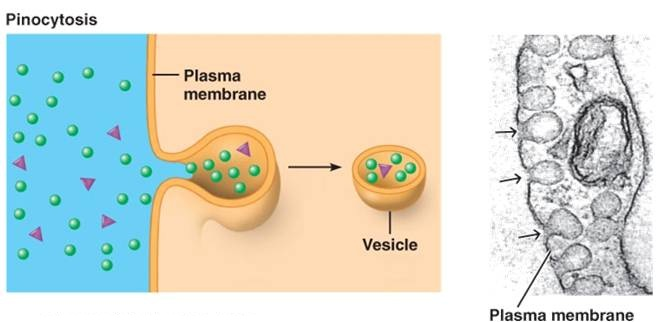 Pinocytosis
Plasma
membrane
Vesicle
Plasma membrane